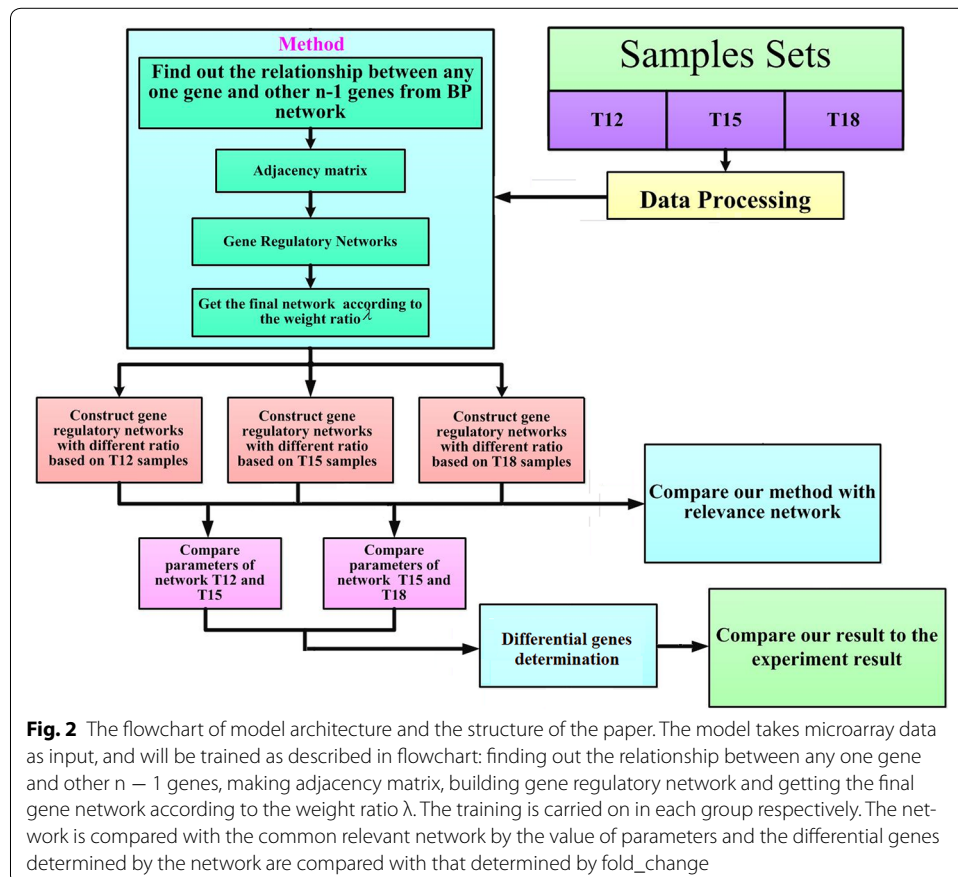 Method
Find out the relationship between any
one gene and other n-1 genes from BP
network
Adjacency matrix
Gene Regulatory Networks
Get the final network according to
the weight ratio λ
Samples Sets
T12 T15 T18
Data Processing
Construct gene
regulatory networks
with different ratio
based on T12 samples
Construct gene
regulatory networks
with different ratio
based on T15 samples
Construct gene
regulatory networks
with different ratio
based on T18 samples
Compare our method with
relevance network
Compare
parameters of
network T12 and
T15
Compare
parameters of
network T15 and
T18
Differential genes
determination
Compare our result to the
experiment result
Fig. 2 The flowchart of model architecture and the structure of the paper. The model takes microarray data
as input, and will be trained as described in flowchart: finding out the relationship between any one gene
and other n − 1 genes, making adjacency matrix, building gene regulatory network and getting the final
gene network according to the weight ratio λ. The training is carried on in each group respectively. The net-
work is compared with the common relevant network by the value of parameters and the differential genes
determined by the network are compared with that determined by fold_change